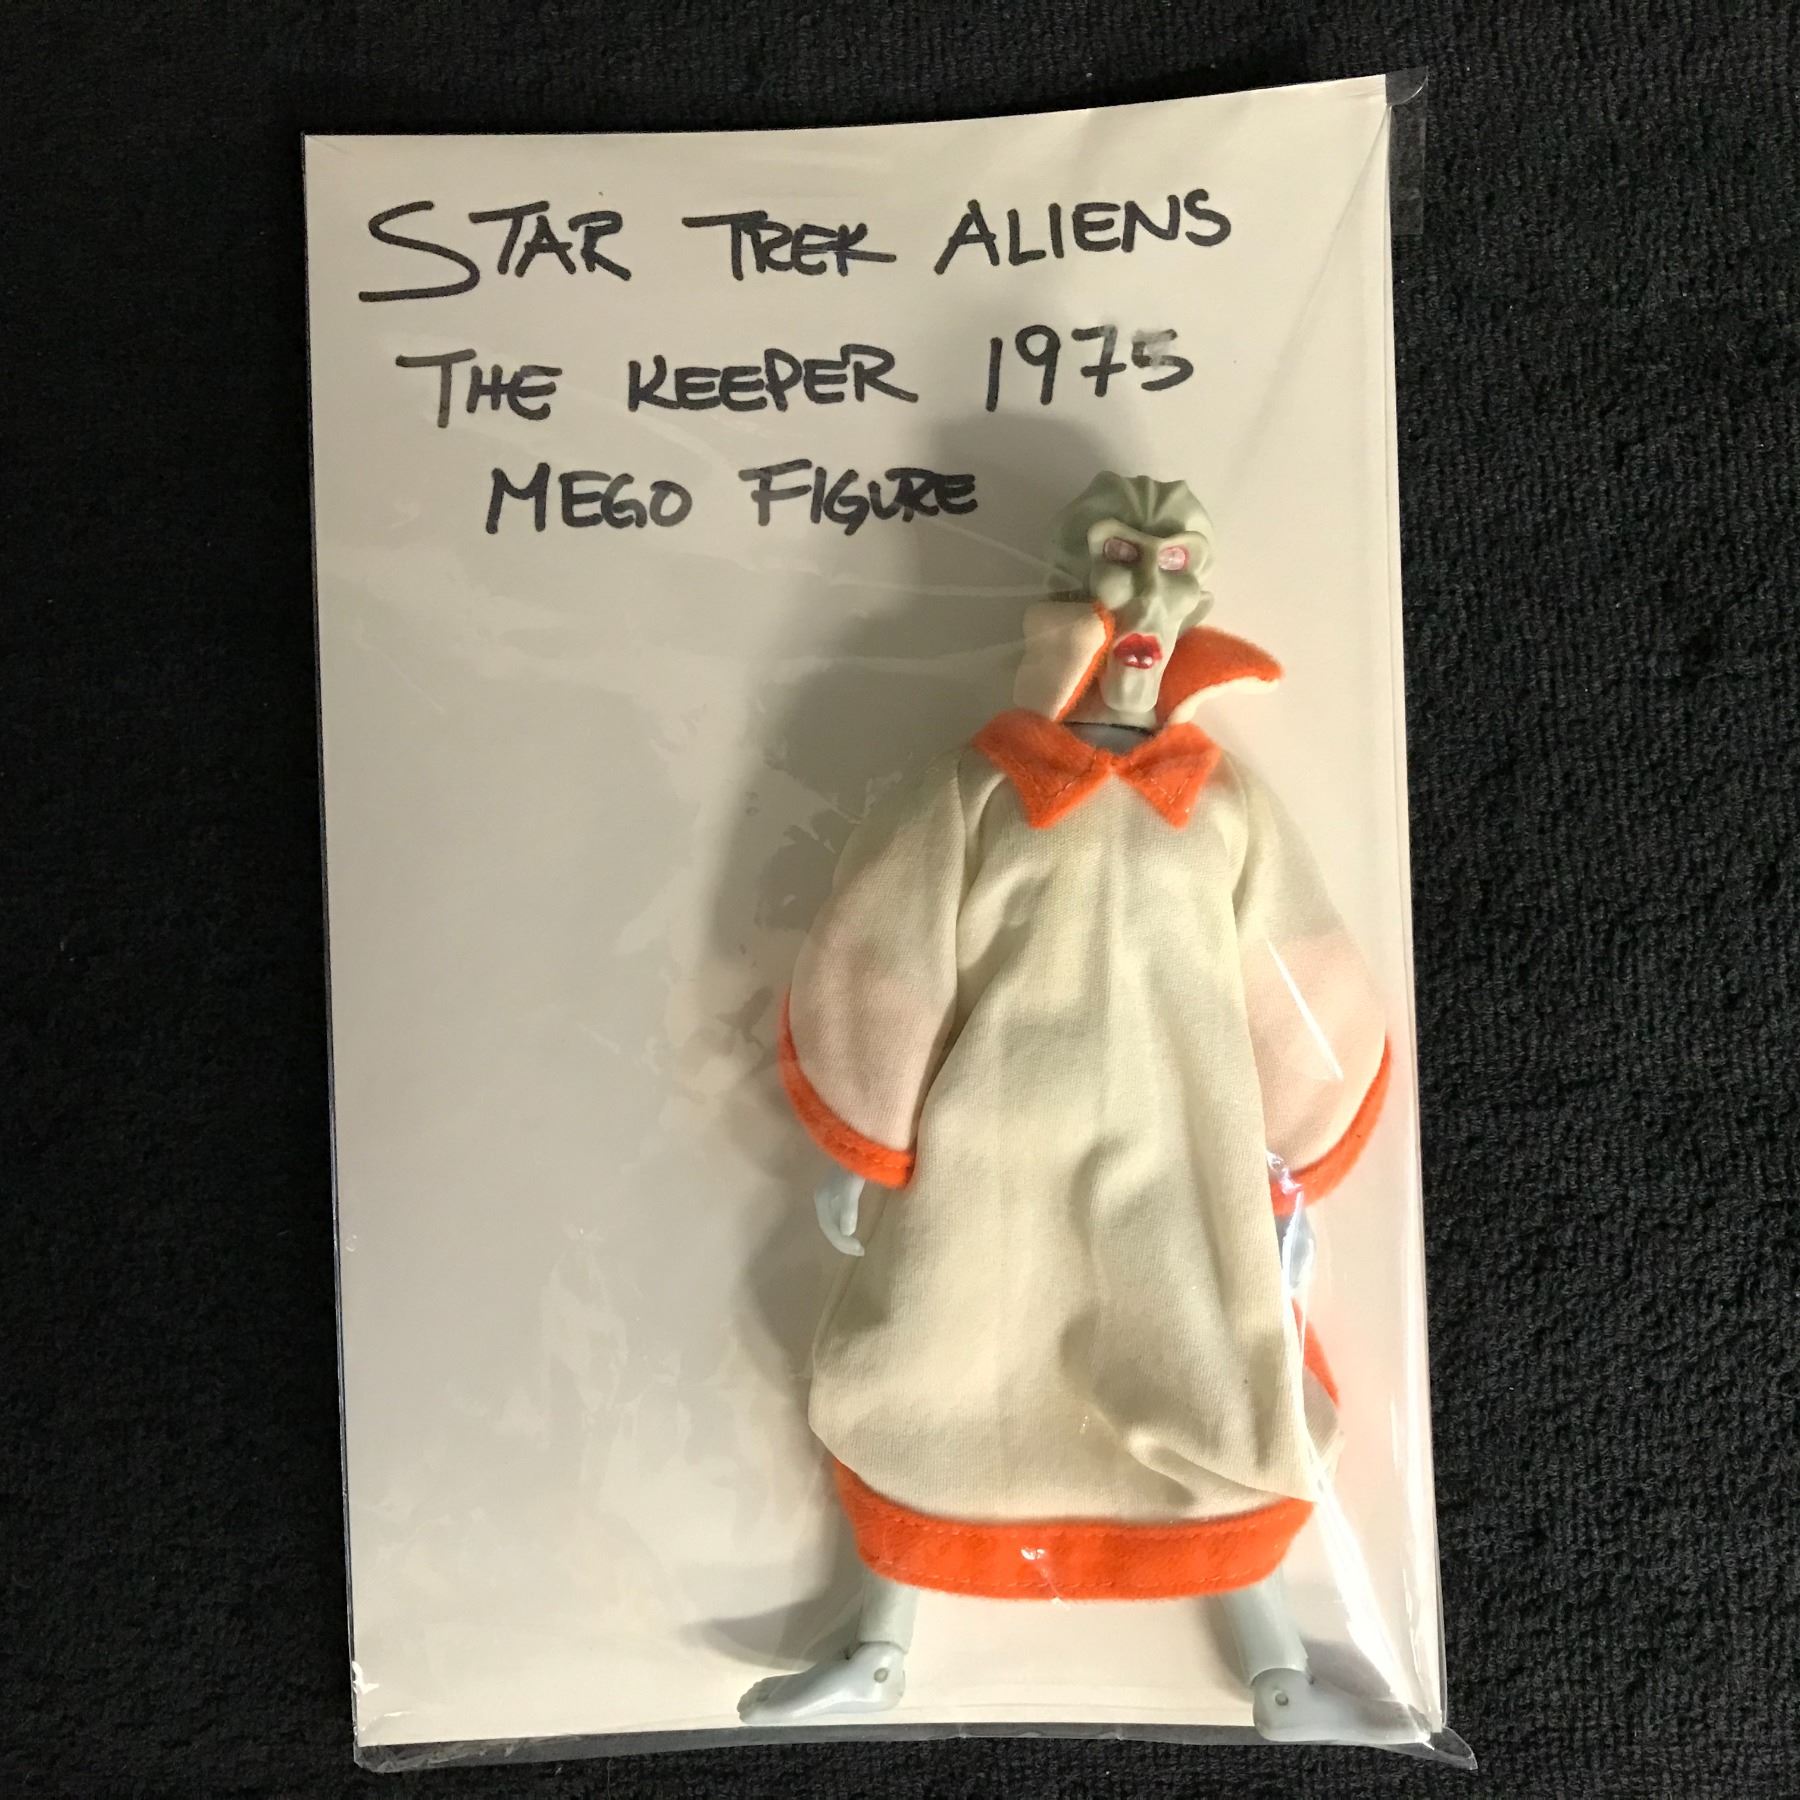 STAR TREK ALIENS
THE KEEPER 1975
MEGO FIGURE